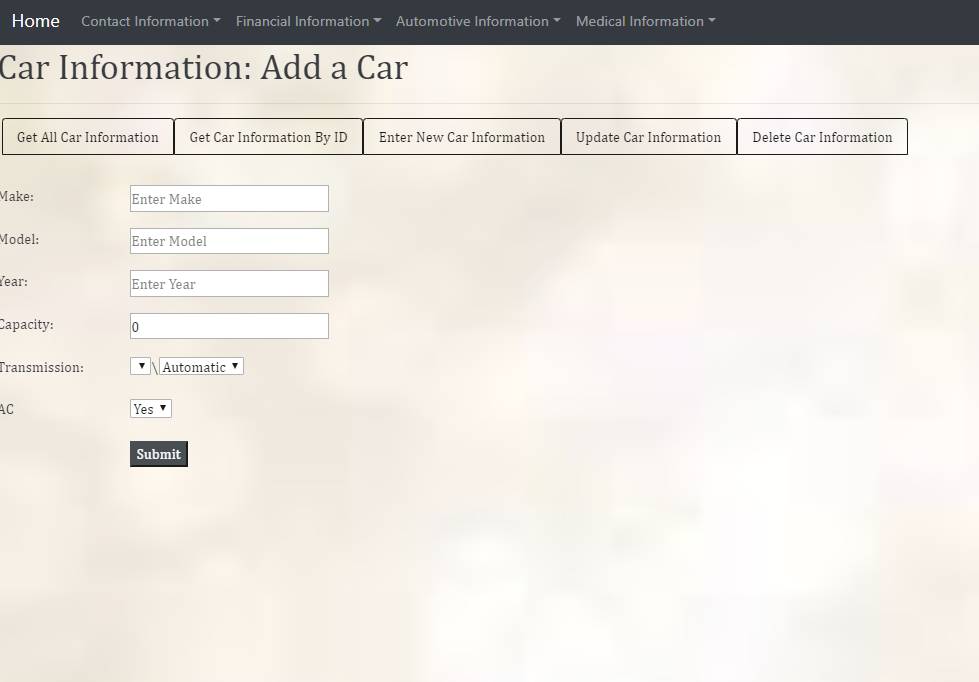 Home Contact Information Financial Information Automotive Information Medical Information
Car Information: Add a Car
Get All Car Information Get Car Information By ID Enter New Car Information Update Car Information Delete Car Information
Make: Enter Make
Model: Enter Model
Year: Enter Year
Capacity: 0
Transmission: \ Automatic
AC Yes
Submit